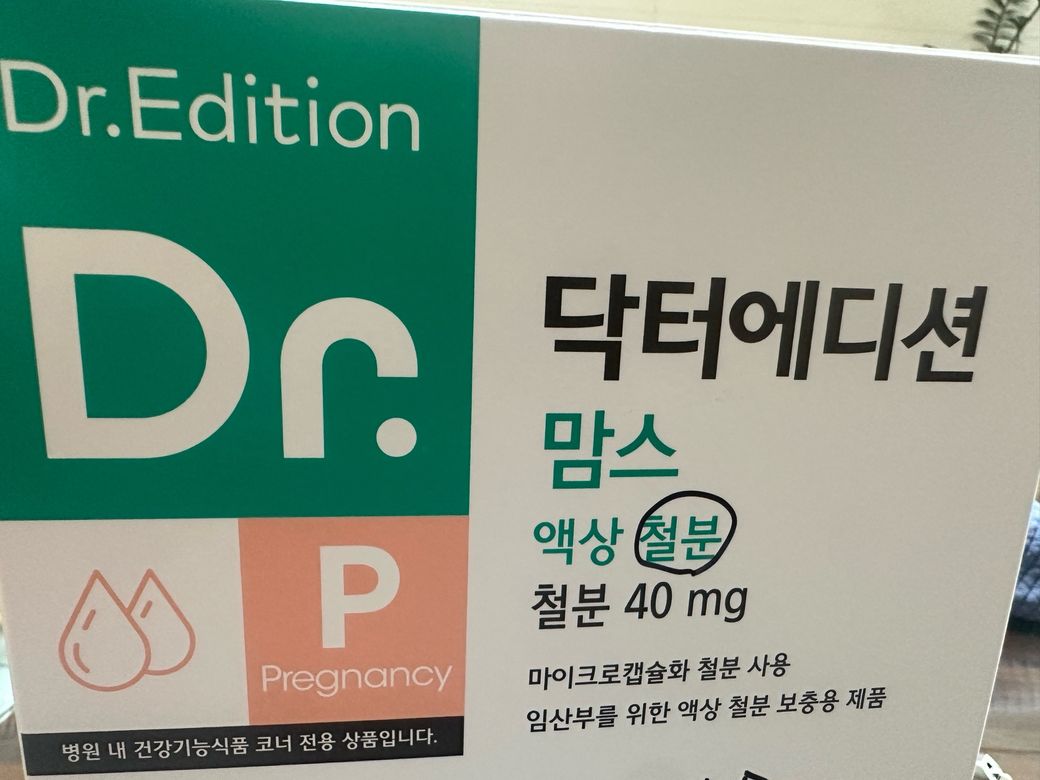 Dr.Edition
Dr.
P
Pregnancy
병원 내 건강기능식품 코너 전용 상품입니다.
닥터에디션
맘스
액상 철분
철분 40 mg
마이크로캡슐화 철분 사용
임산부를 위한 액상 철분 보충용 제품